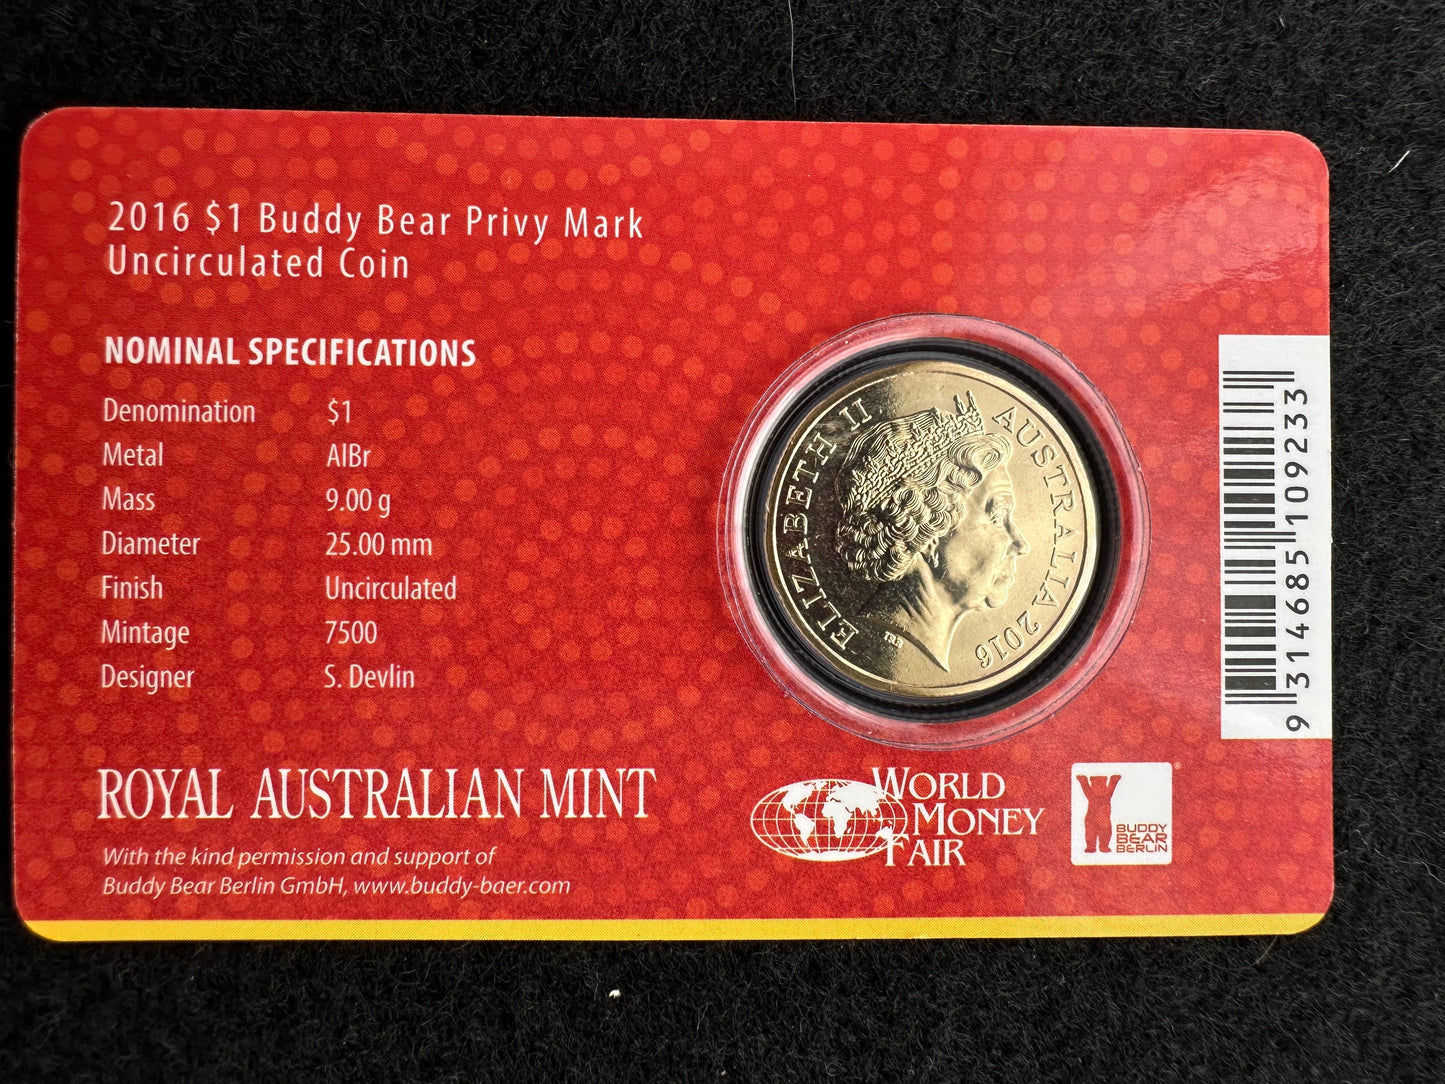 2016 $1 Buddy Bear Privy Mark
Uncirculated Coin
NOMINAL SPECIFICATIONS
Denomination $1
Metal AlBr
Mass 9.00 g
Diameter 25.00 mm
Finish Uncirculated
Mintage 7500
Designer S. Devlin
ROYAL AUSTRALIAN MINT
With the kind permission and support of
Buddy Bear Berlin GmbH, www.buddy-baer.com
ELIZABETH II AUSTRALIA 2016
IRB
WORLD
MONEY
FAIR
BUDDY
BEAR
BERLIN
®
9 314685 109233